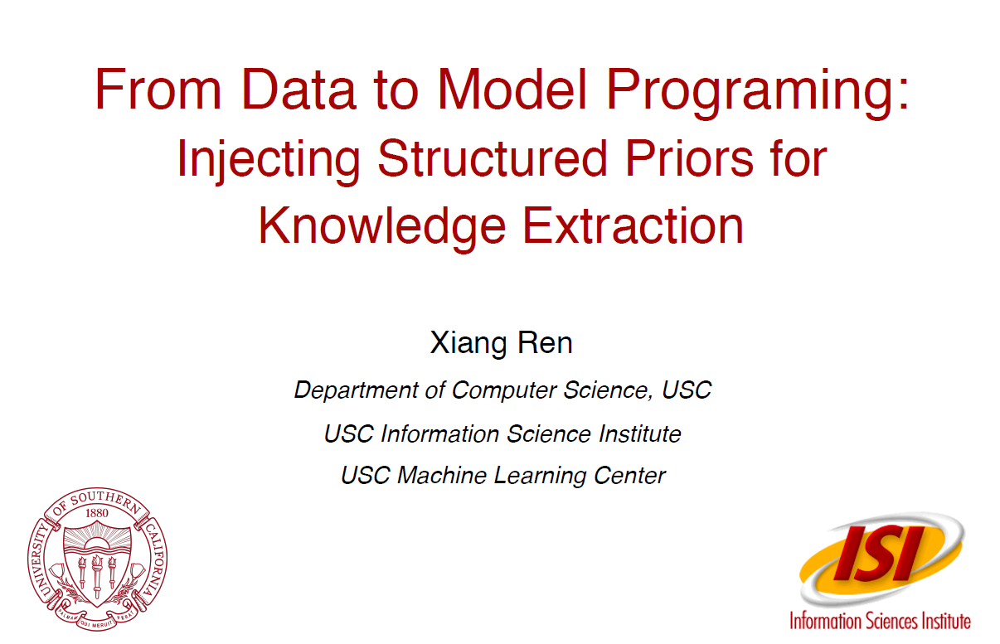 From Data to Model Programing:
Injecting Structured Priors for
Knowledge Extraction
Xiang Ren
Department of Computer Science, USC
USC Information Science Institute
USC Machine Learning Center
UNIVERSITY OF SOUTHERN CALIFORNIA
1880
PALMAM QUI MERUIT FERAT
ISI
Information Sciences Institute